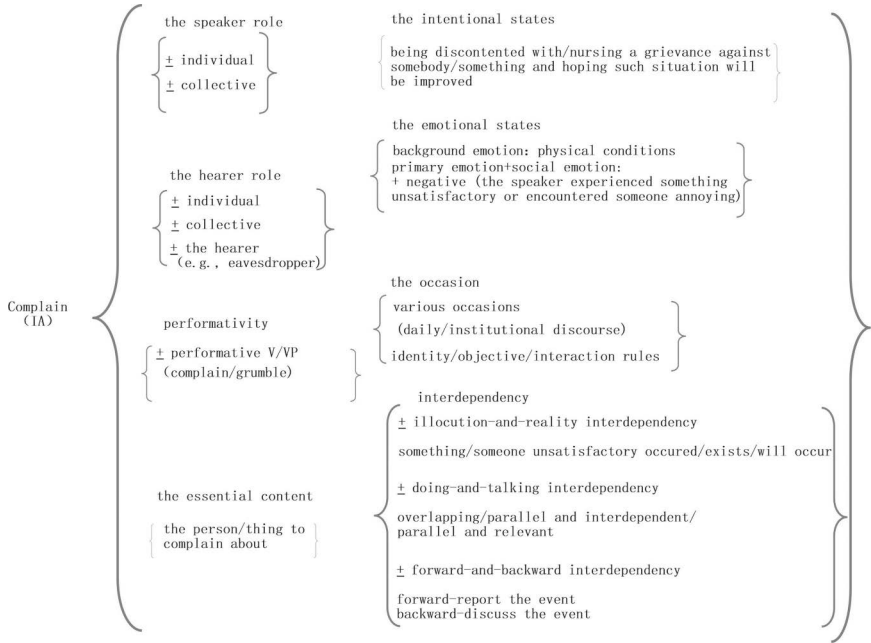 Complain
(IA)
the speaker role
± individual
± collective
the hearer role
± individual
± collective
± the hearer
(e.g., eavesdropper)
performativity
± performative V/VP
(complain/grumble)
the essential content
the person/thing to
complain about
the intentional states
being discontented with/nursing a grievance against
somebody/something and hoping such situation will
be improved
the emotional states
background emotion: physical conditions
primary emotion+social emotion:
+ negative (the speaker experienced something
unsatisfactory or encountered someone annoying)
the occasion
various occasions
(daily/institutional discourse)
identity/objective/interaction rules
interdependency
± illocution-and-reality interdependency
something/someone unsatisfactory occured/exists/will occur
± doing-and-talking interdependency
overlapping/parallel and interdependent/
parallel and relevant
± forward-and-backward interdependency
forward-report the event
backward-discuss the event